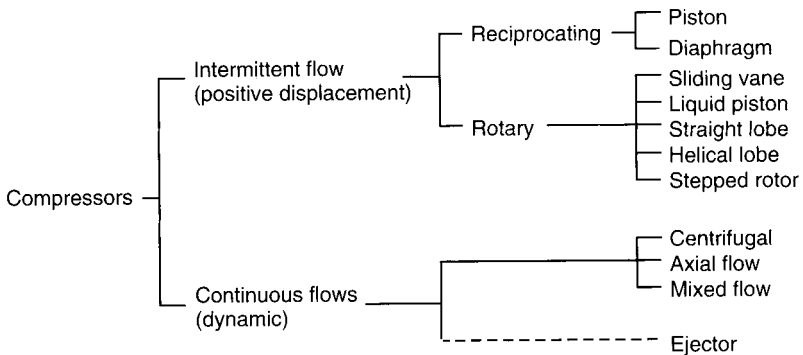 Compressors
Intermittent flow
(positive displacement)
Reciprocating
Piston
Diaphragm
Rotary
Sliding vane
Liquid piston
Straight lobe
Helical lobe
Stepped rotor
Continuous flows
(dynamic)
Centrifugal
Axial flow
Mixed flow
Ejector